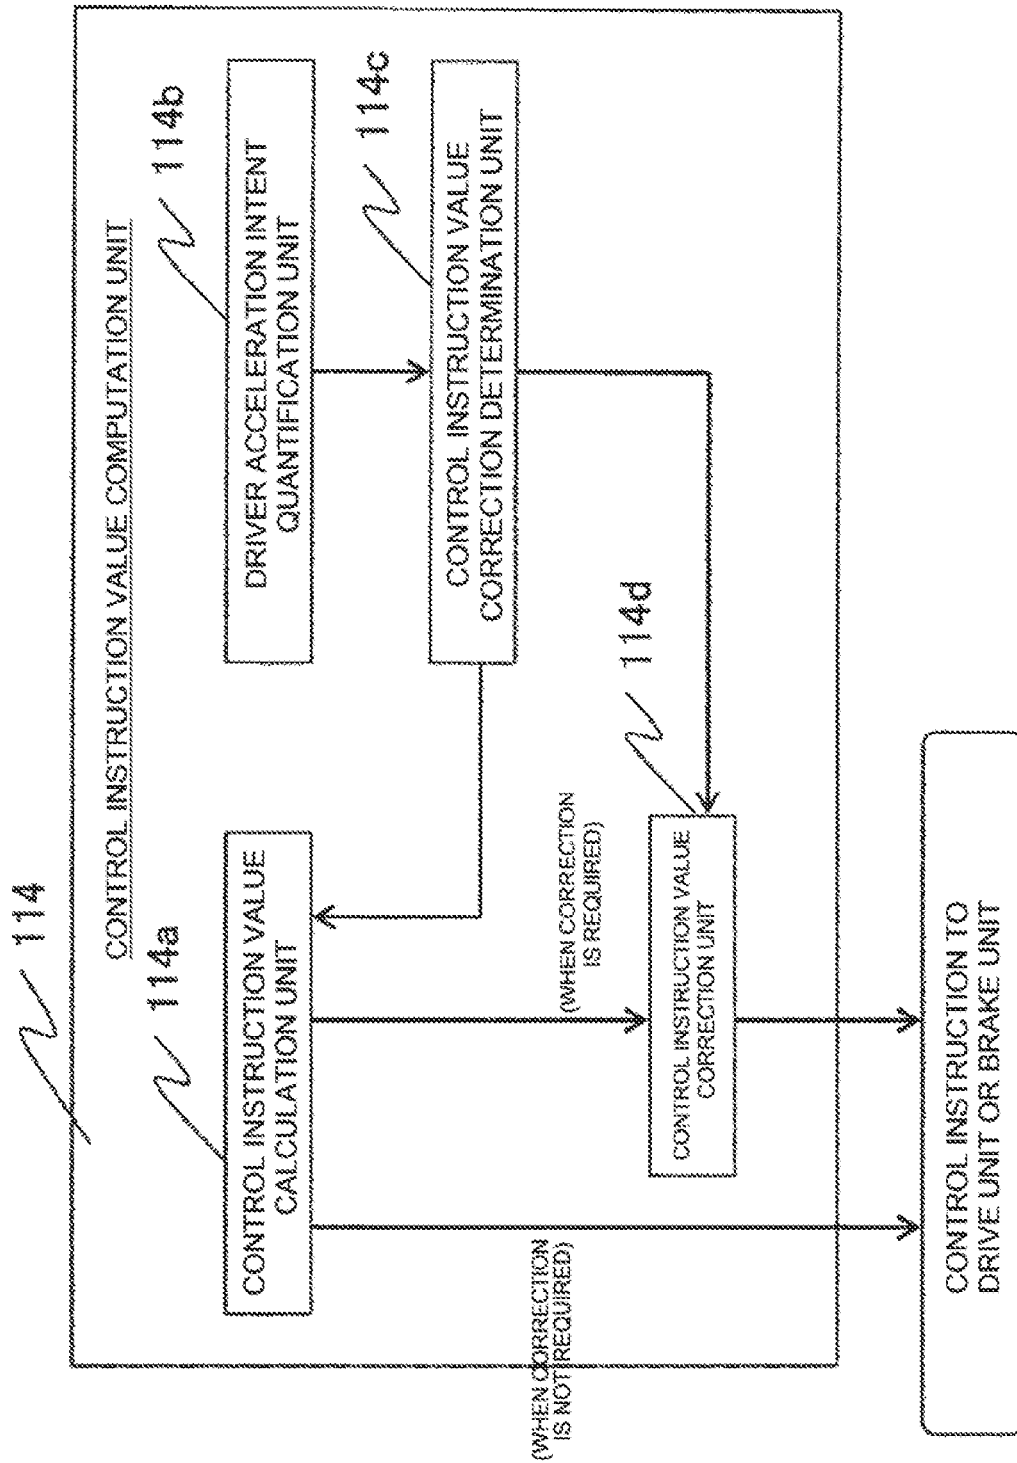 114
CONTROL INSTRUCTION VALUE COMPUTATION UNIT
114a
CONTROL INSTRUCTION VALUE
CALCULATION UNIT
114b
DRIVER ACCELERATION INTENT
QUANTIFICATION UNIT
114c
CONTROL INSTRUCTION VALUE
CORRECTION DETERMINATION UNIT
(WHEN CORRECTION
IS REQUIRED)
114d
CONTROL INSTRUCTION VALUE
CORRECTION UNIT
(WHEN CORRECTION
IS NOT REQUIRED)
CONTROL INSTRUCTION TO
DRIVE UNIT OR BRAKE UNIT